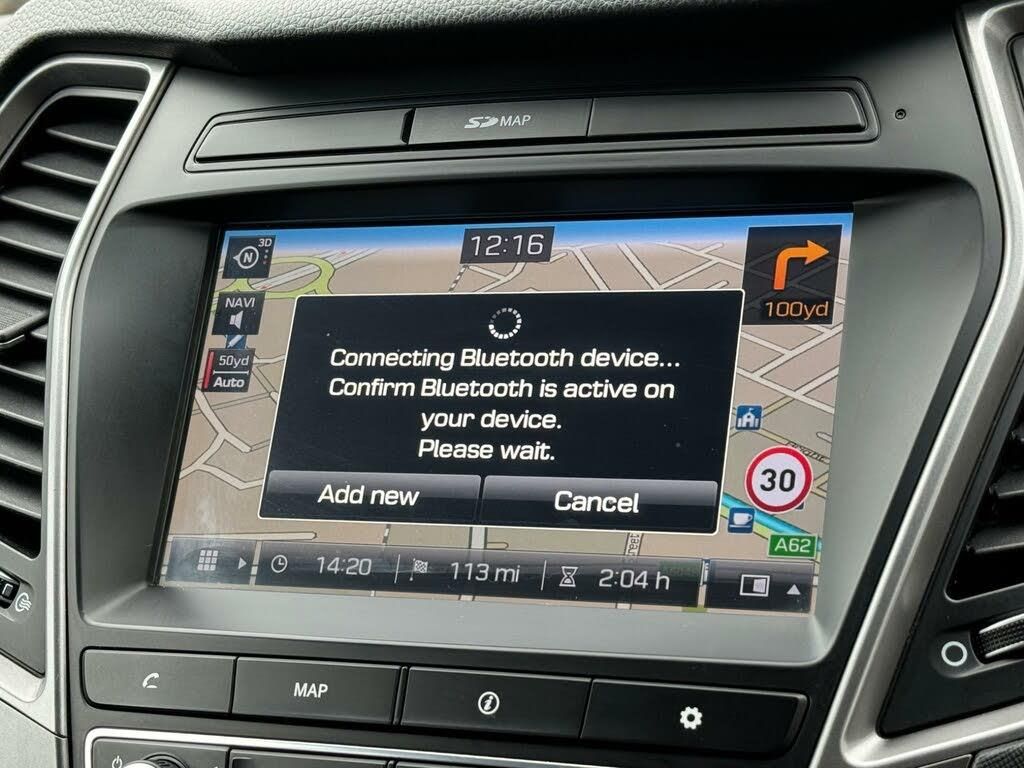 SD MAP
12:16
3D
N
NAVI
100yd
50yd
Auto
Connecting Bluetooth device...
Confirm Bluetooth is active on
your device.
Please wait.
Add new
Cancel
30
A62
14:20
113 mi
2:04 h
MAP
i